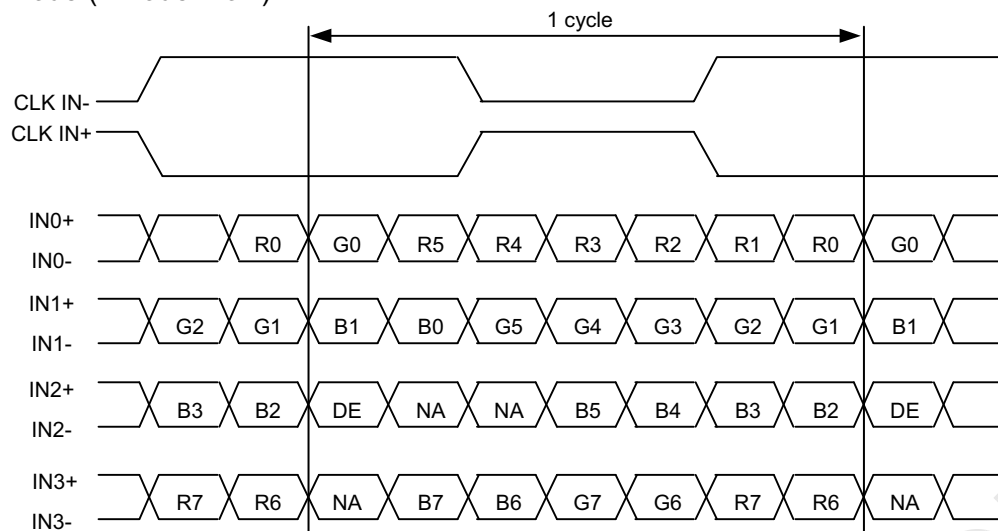 1 cycle
CLK IN-
CLK IN+
IN0+
R0 G0 R5 R4 R3 R2 R1 R0 G0
IN0-
IN1+
G2 G1 B1 B0 G5 G4 G3 G2 G1 B1
IN1-
IN2+
B3 B2 DE NA NA B5 B4 B3 B2 DE
IN2-
IN3+
R7 R6 NA B7 B6 G7 G6 R7 R6 NA
IN3-